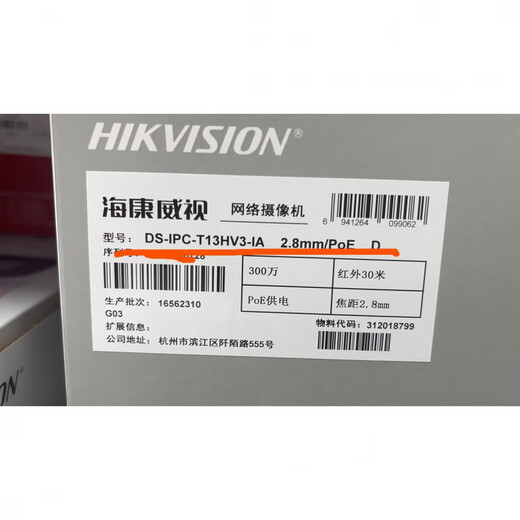 HIKVISION
海康威视 网络摄像机
6 941264 099062
型号: DS-IPC-T13HV3-IA 2.8mm/PoE D
300万 红外30米
PoE供电 焦距2.8mm
生产批次: 16562310
G03
物料代码: 312018799
扩展信息:
公司地址: 杭州市滨江区阡陌路555号